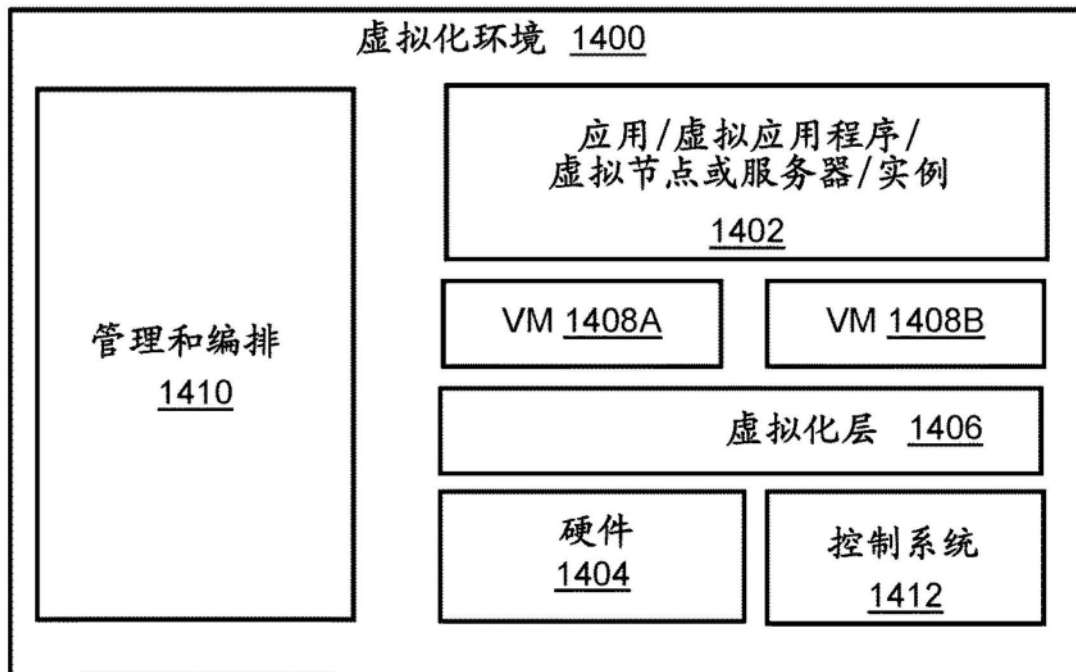 虚拟化环境 1400
应用/虚拟应用程序/
虚拟节点或服务器/实例
1402
VM 1408A
VM 1408B
管理和编排
1410
虚拟化层 1406
硬件
1404
控制系统
1412